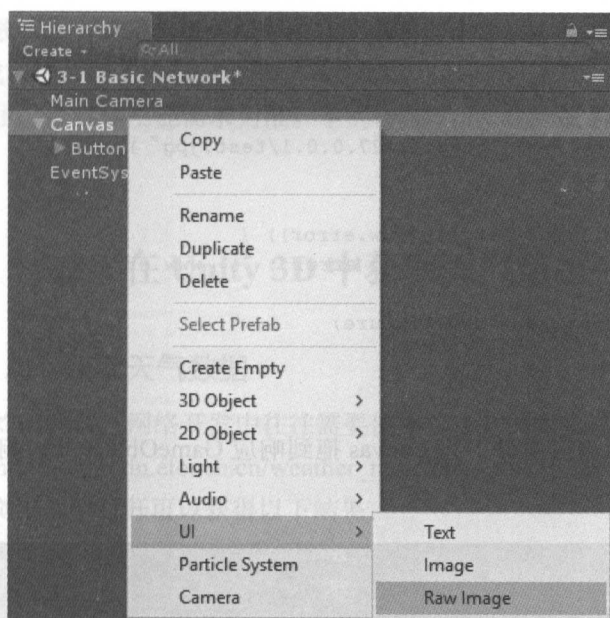 Hierarchy
Create
All
3-1 Basic Network*
Main Camera
Canvas
Button
EventSys
Copy
Paste
Rename
Duplicate
Delete
Select Prefab
Create Empty
3D Object
2D Object
Light
Audio
UI
Particle System
Camera
Text
Image
Raw Image